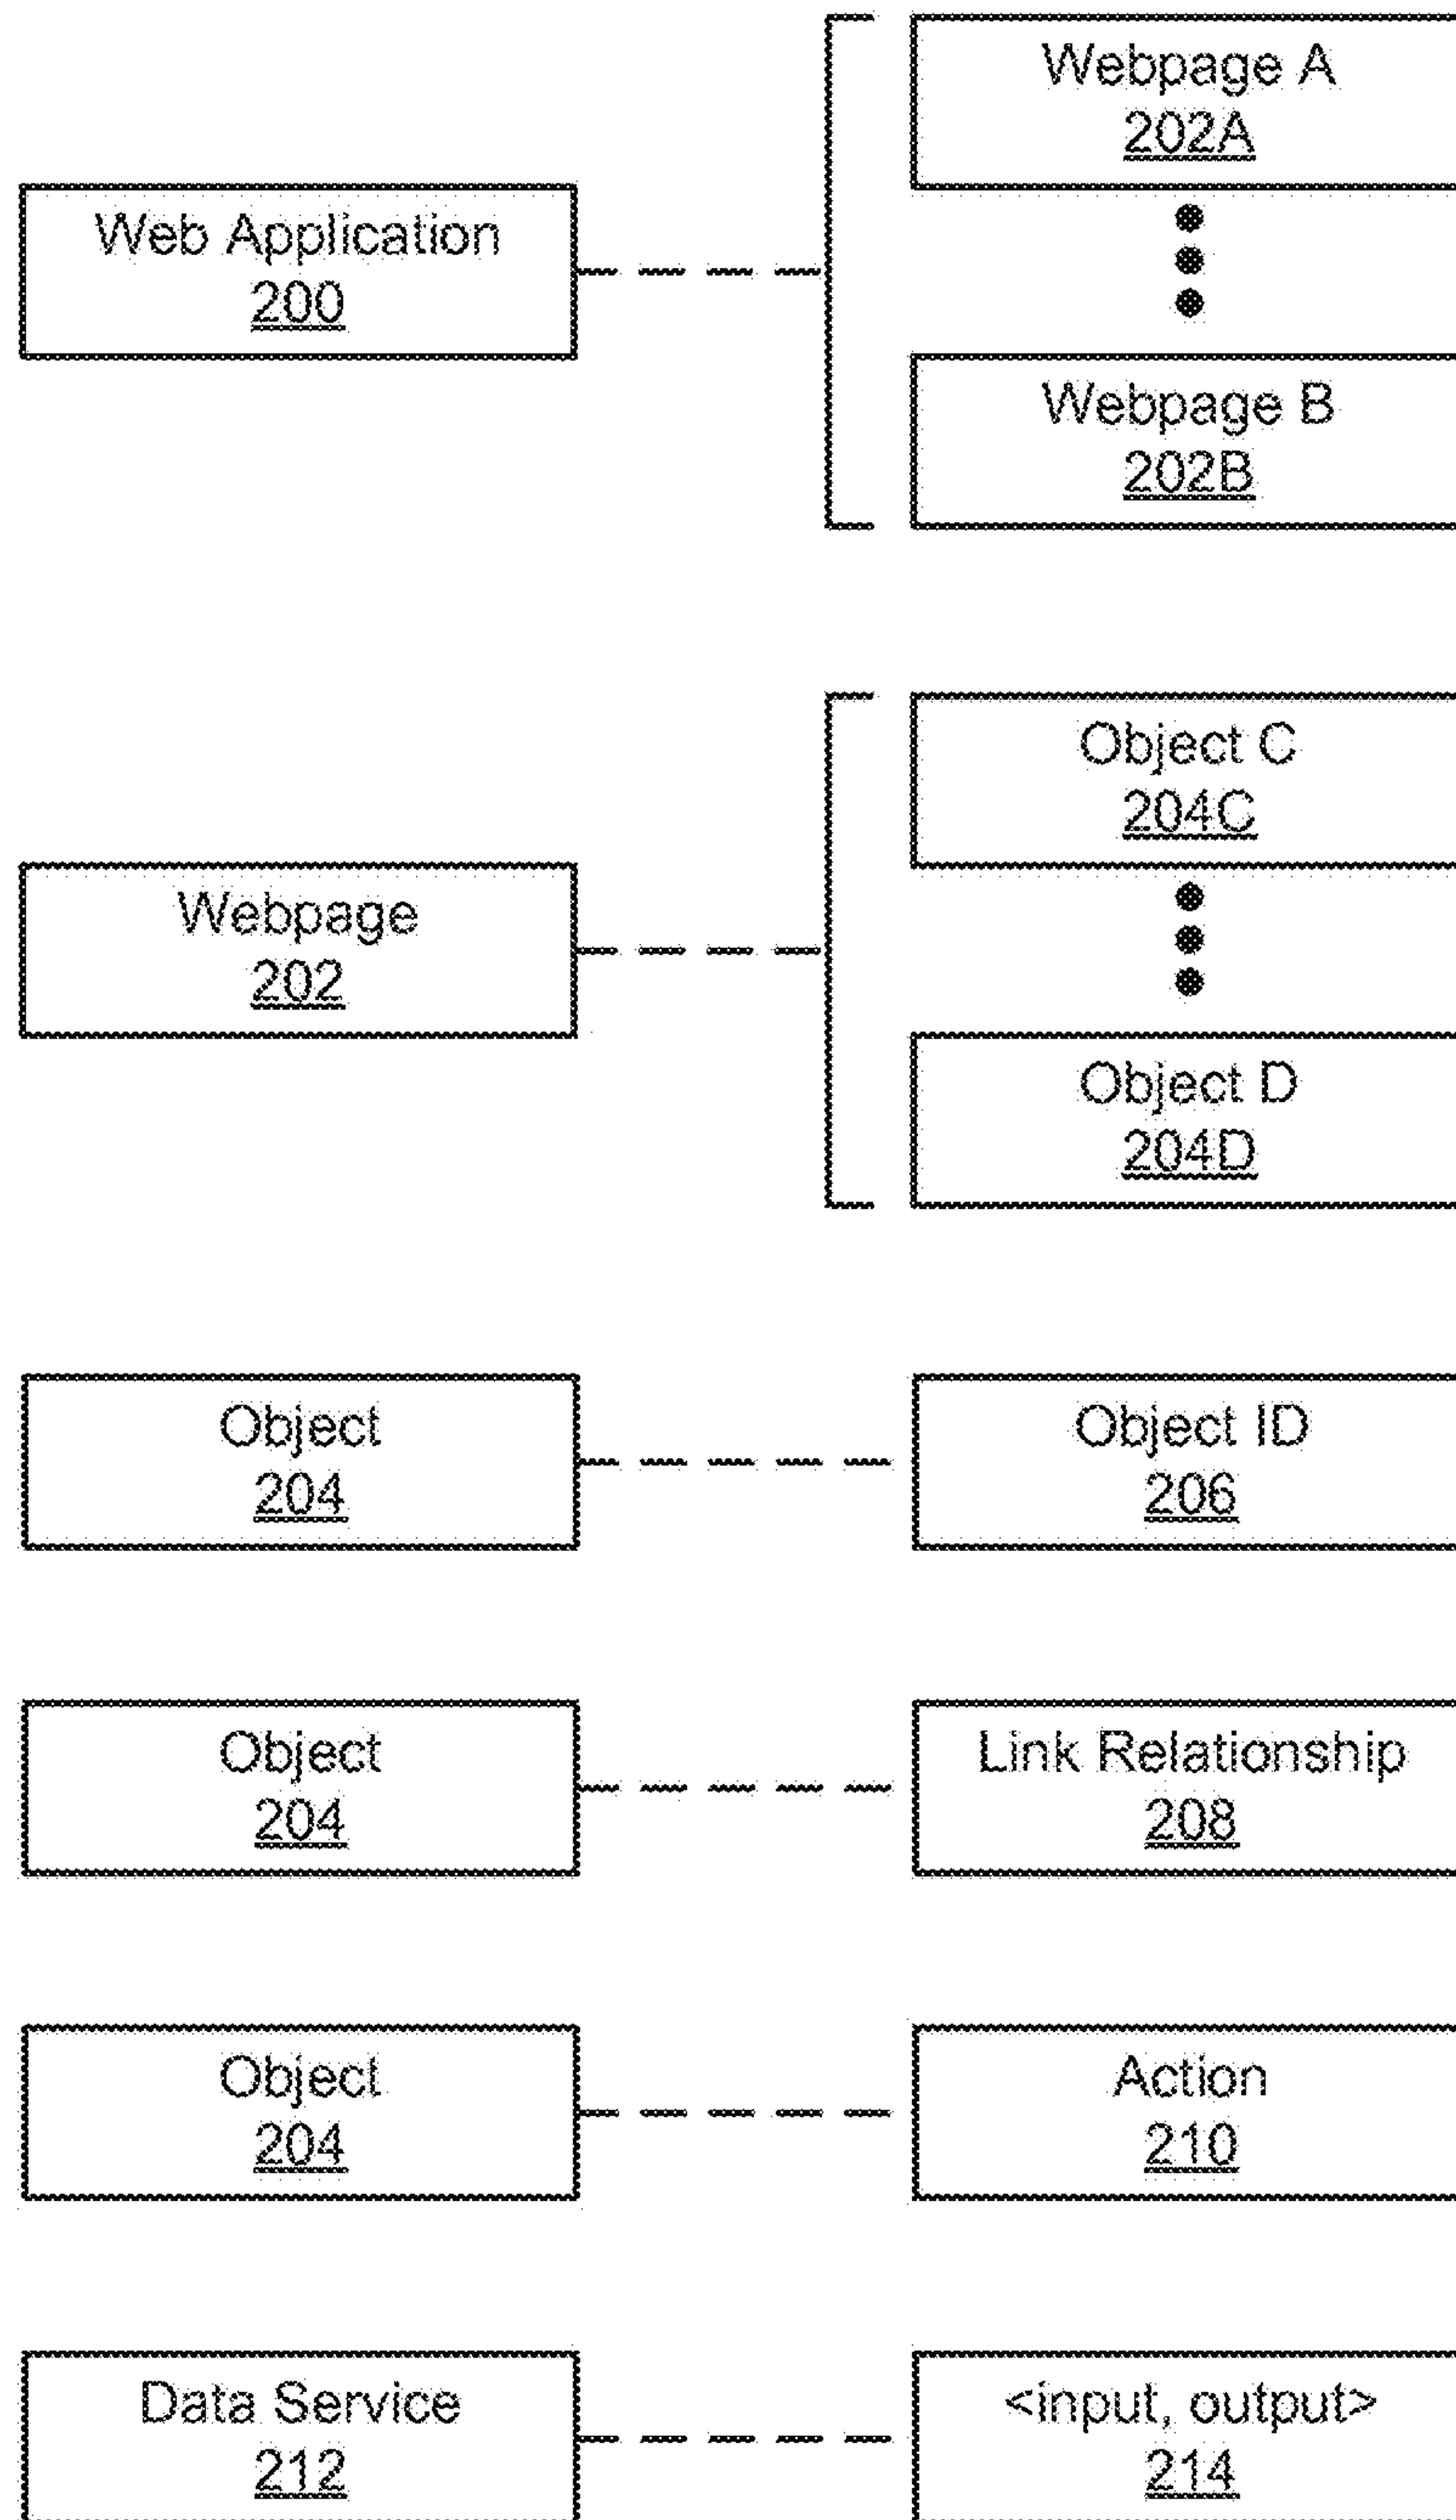 Webpage A
202A
Web Application
200
Webpage B
202B
Object C
204C
Webpage
202
Object D
204D
Object
204
Object ID
206
Object
204
Link Relationship
208
Object
204
Action
210
Data Service
212
<input, output>
214